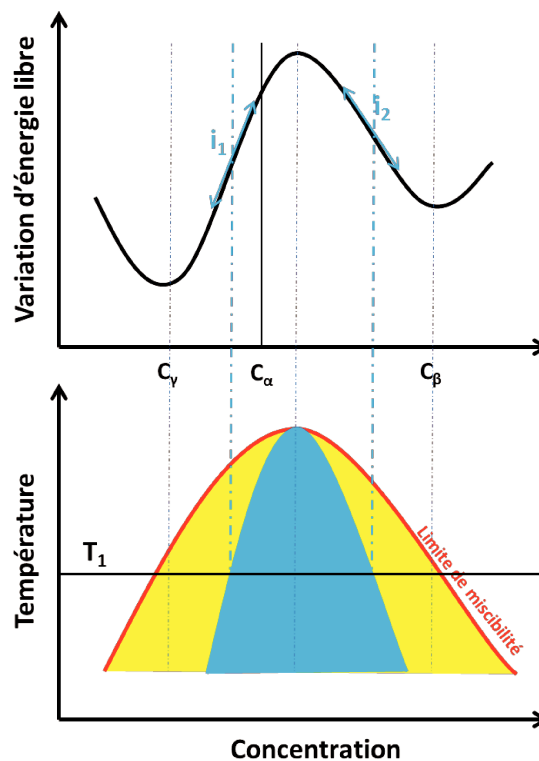 Variation d'énergie libre
i₁
i₂
Cᵧ
Cα
Cᵦ
Température
T₁
Limite de miscibilité
Concentration